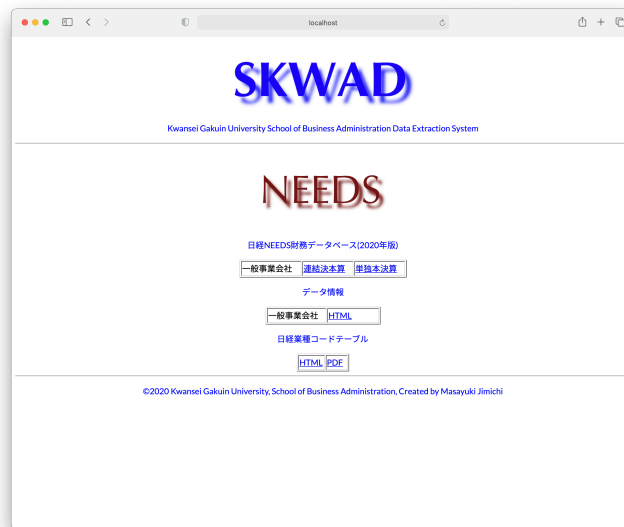 localhost
SKWAD
Kwansei Gakuin University School of Business Administration Data Extraction System
NEEDS
日経NEEDS財務データベース(2020年版)
一般事業会社 連結決本算 単独本決算
データ情報
一般事業会社 HTML
日経業種コードテーブル
HTML PDF
©2020 Kwansei Gakuin University, School of Business Administration, Created by Masayuki Jimichi